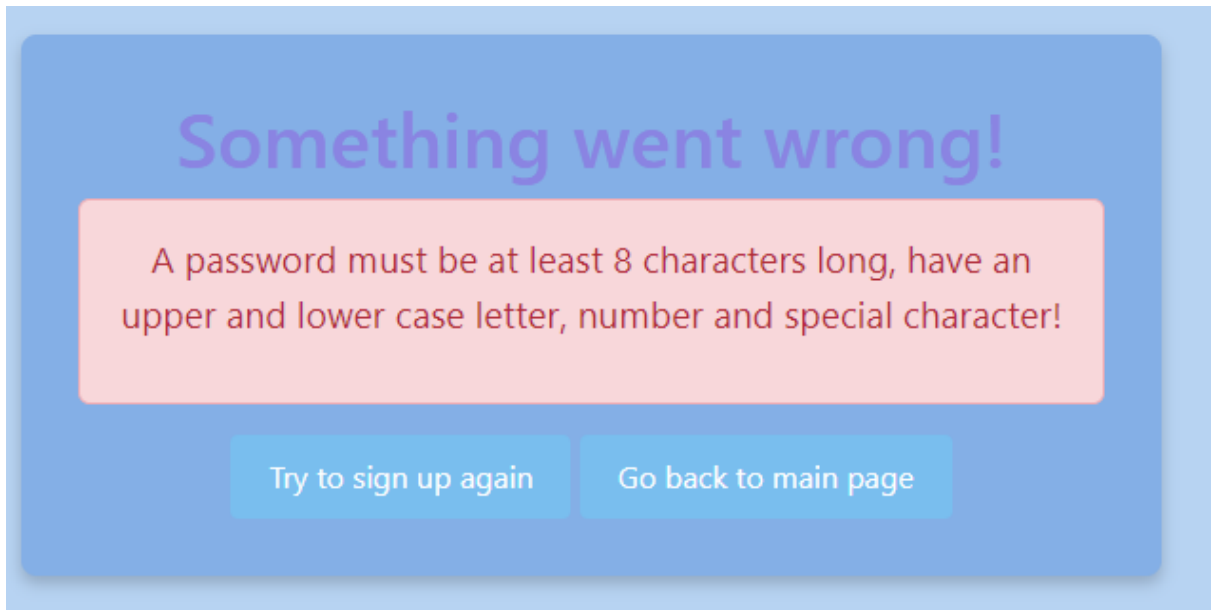 Something went wrong!
A password must be at least 8 characters long, have an
upper and lower case letter, number and special character!
Try to sign up again
Go back to main page